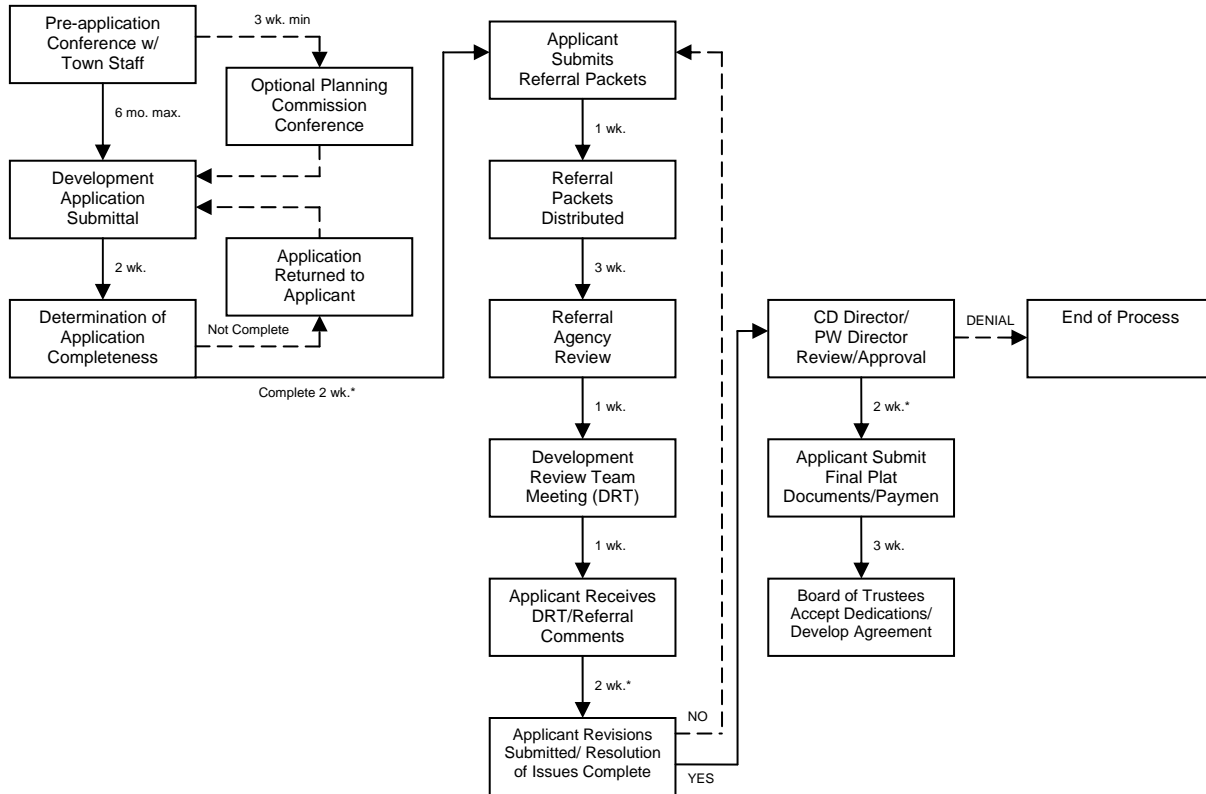 Pre-application
Conference w/
Town Staff
3 wk. min
Optional Planning
Commission
Conference
6 mo. max.
Development
Application
Submittal
2 wk.
Application
Returned to
Applicant
Determination of
Application
Completeness
Not Complete
Complete 2 wk.*
Applicant
Submits
Referral Packets
1 wk.
Referral
Packets
Distributed
3 wk.
Referral
Agency
Review
1 wk.
Development
Review Team
Meeting (DRT)
1 wk.
Applicant Receives
DRT/Referral
Comments
2 wk.*
Applicant Revisions
Submitted/ Resolution
of Issues Complete
NO
YES
CD Director/
PW Director
Review/Approval
DENIAL
End of Process
2 wk.*
Applicant Submit
Final Plat
Documents/Paymen
3 wk.
Board of Trustees
Accept Dedications/
Develop Agreement